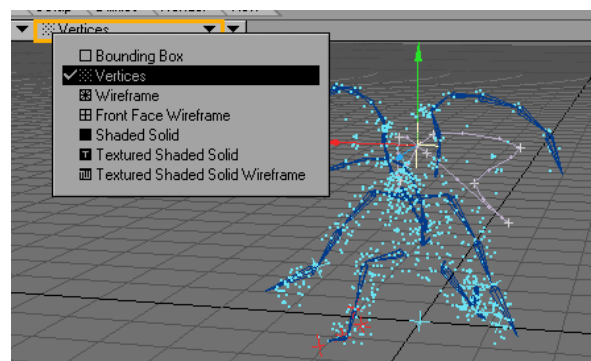 Vertices
Bounding Box
Vertices
Wireframe
Front Face Wireframe
Shaded Solid
Textured Shaded Solid
Textured Shaded Solid Wireframe